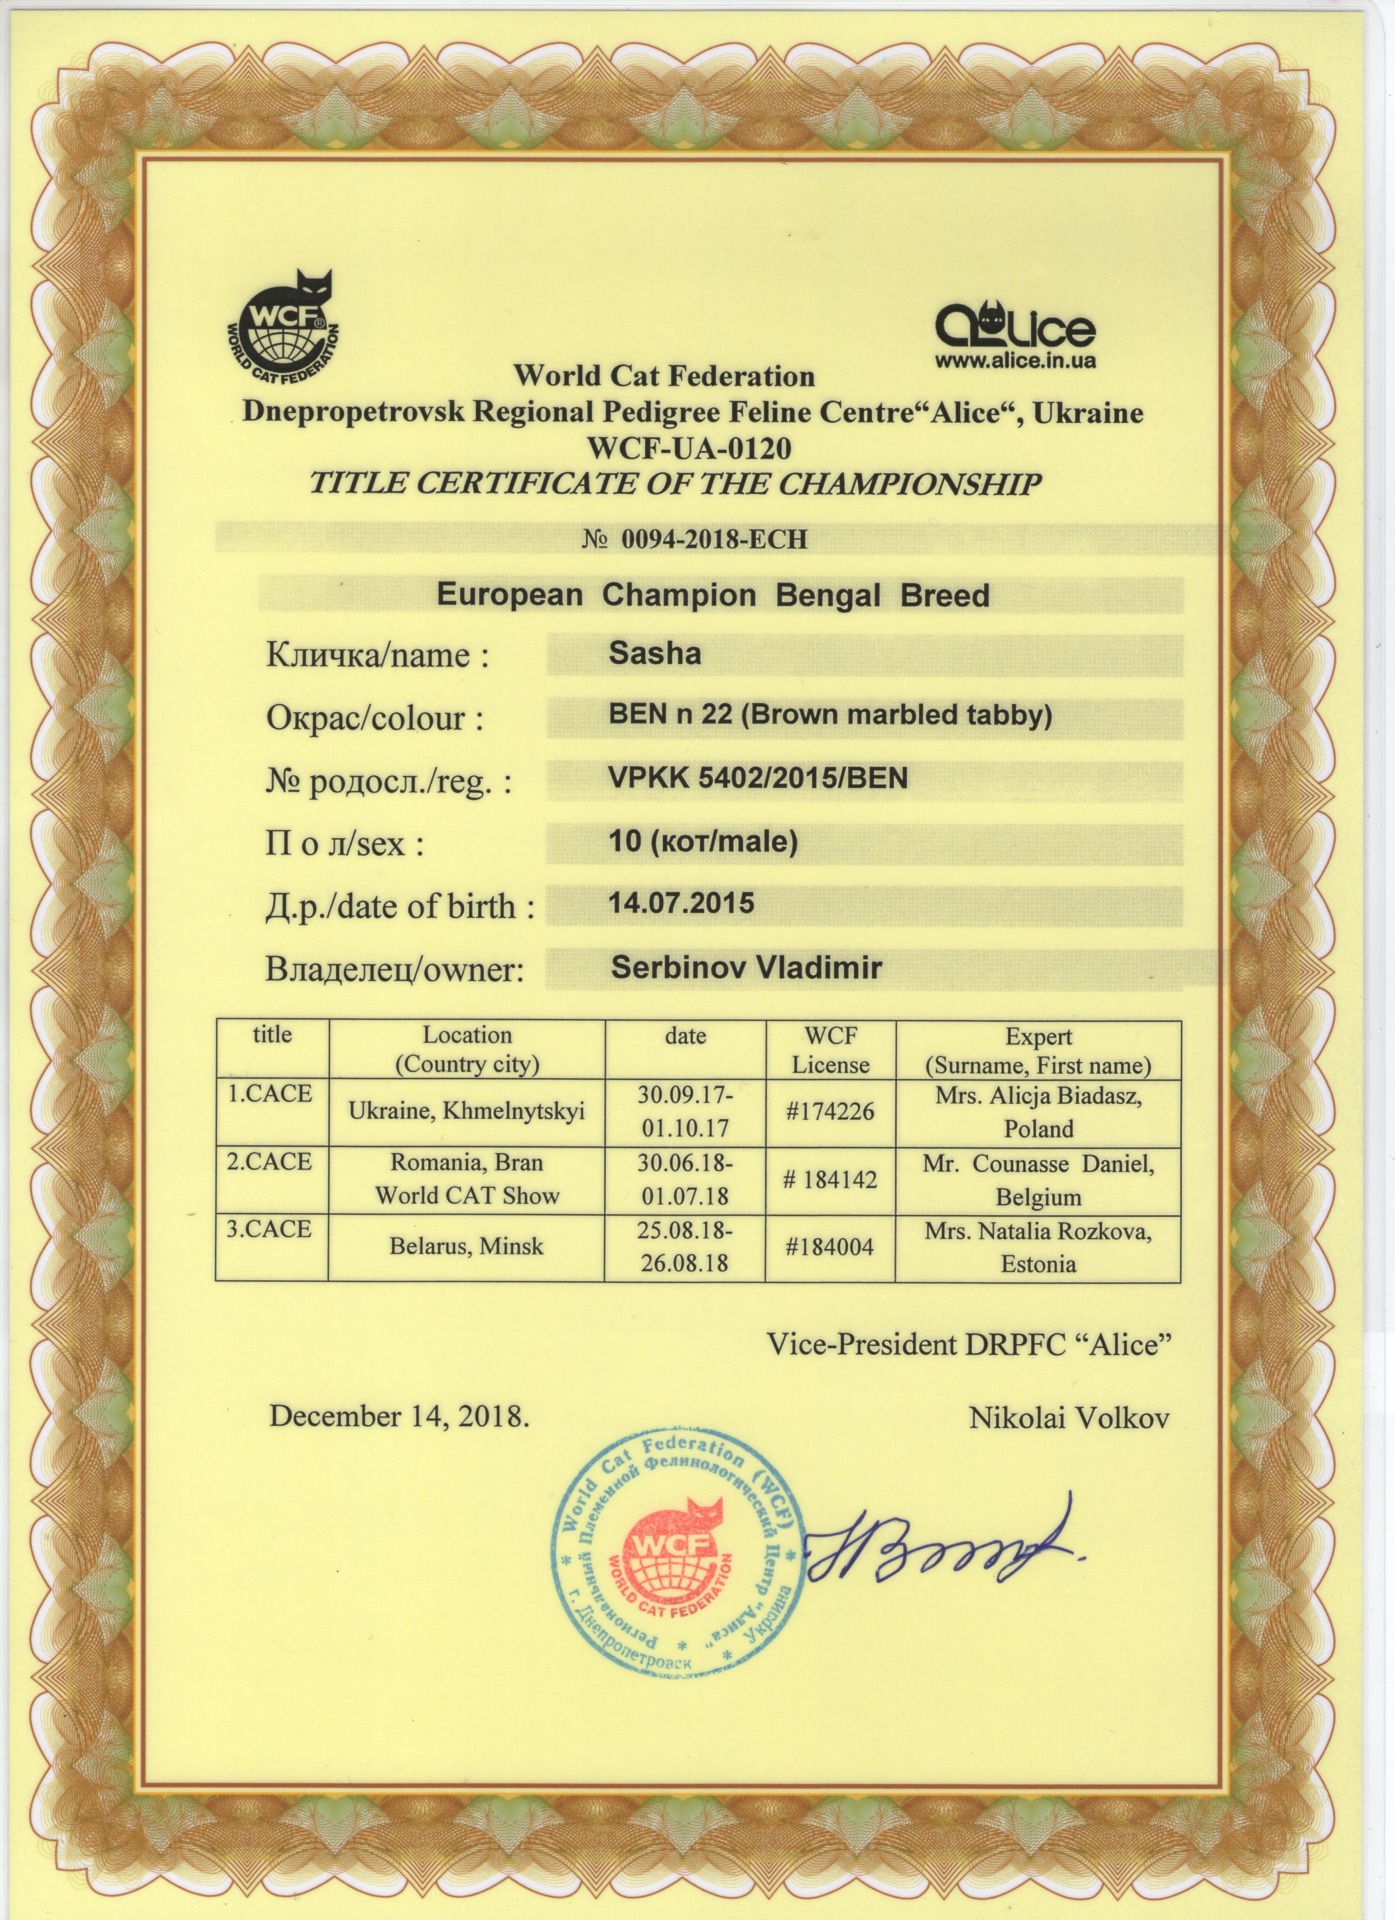 WCF®
WORLD CAT FEDERATION
aLice
www.alice.in.ua
World Cat Federation
Dnepropetrovsk Regional Pedigree Feline Centre“Alice“, Ukraine
WCF-UA-0120
TITLE CERTIFICATE OF THE CHAMPIONSHIP
№ 0094-2018-ECH
European Champion Bengal Breed
Кличка/name : Sasha
Окрас/colour : BEN n 22 (Brown marbled tabby)
№ родосл./reg. : VPKK 5402/2015/BEN
П о л/sex : 10 (кот/male)
Д.р./date of birth : 14.07.2015
Владелец/owner: Serbinov Vladimir
title Location (Country city) date WCF License Expert (Surname, First name)
1.CACE Ukraine, Khmelnytskyi 30.09.17-01.10.17 #174226 Mrs. Alicja Biadasz, Poland
2.CACE Romania, Bran World CAT Show 30.06.18-01.07.18 # 184142 Mr. Counasse Daniel, Belgium
3.CACE Belarus, Minsk 25.08.18-26.08.18 #184004 Mrs. Natalia Rozkova, Estonia
Vice-President DRPFC “Alice”
December 14, 2018. Nikolai Volkov
* World Cat Federation (WCF) *
г. Днепропетровск * Украина
Региональный Племенной Фелинологический Центр "Алиса" *
WCF
WORLD CAT FEDERATION